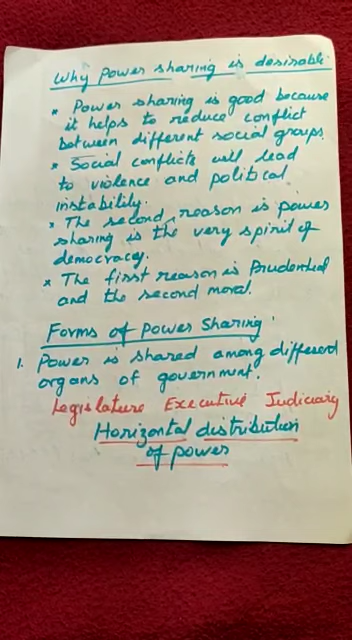 Why Power sharing is desirable.
* Power sharing is good because
it helps to reduce conflict
between different social groups
* Social conflicts will lead
to violence and political
instability.
* The second reason is power
sharing is the very spirit of
democracy.
* The first reason is Prudential
and the second moral.
Forms of Power Sharing
1. Power is shared among different
organs of government.
Legislature Executive Judiciary
Horizontal distribution
of power